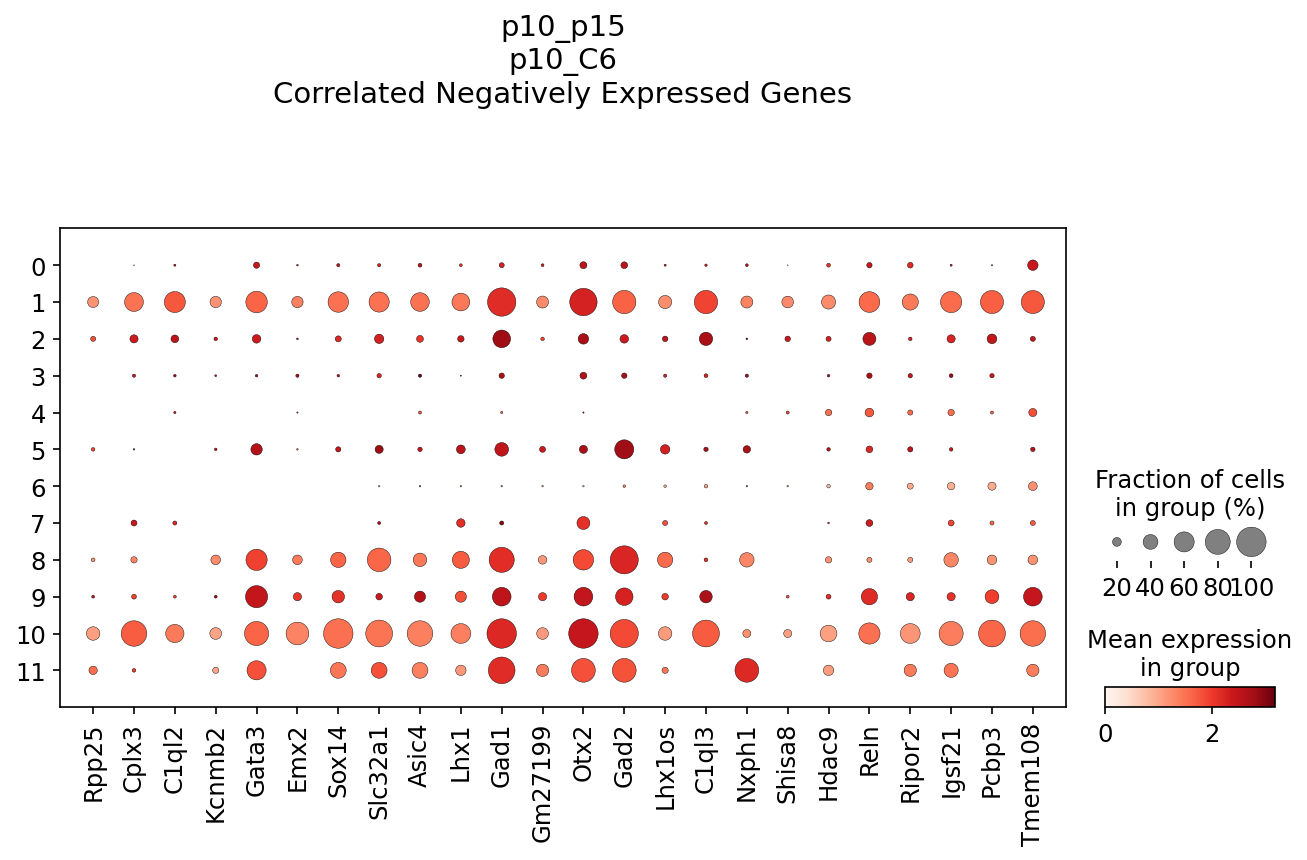 p10_p15
p10_C6
Correlated Negatively Expressed Genes
0
1
2
3
4
5
6
7
8
9
10
11
Rpp25
Cplx3
C1ql2
Kcnmb2
Gata3
Emx2
Sox14
Slc32a1
Asic4
Lhx1
Gad1
Gm27199
Otx2
Gad2
Lhx1os
C1ql3
Nxph1
Shisa8
Hdac9
Reln
Ripor2
Igsf21
Pcbp3
Tmem108
Fraction of cells
in group (%)
20 40 60 80 100
Mean expression
in group
0 2